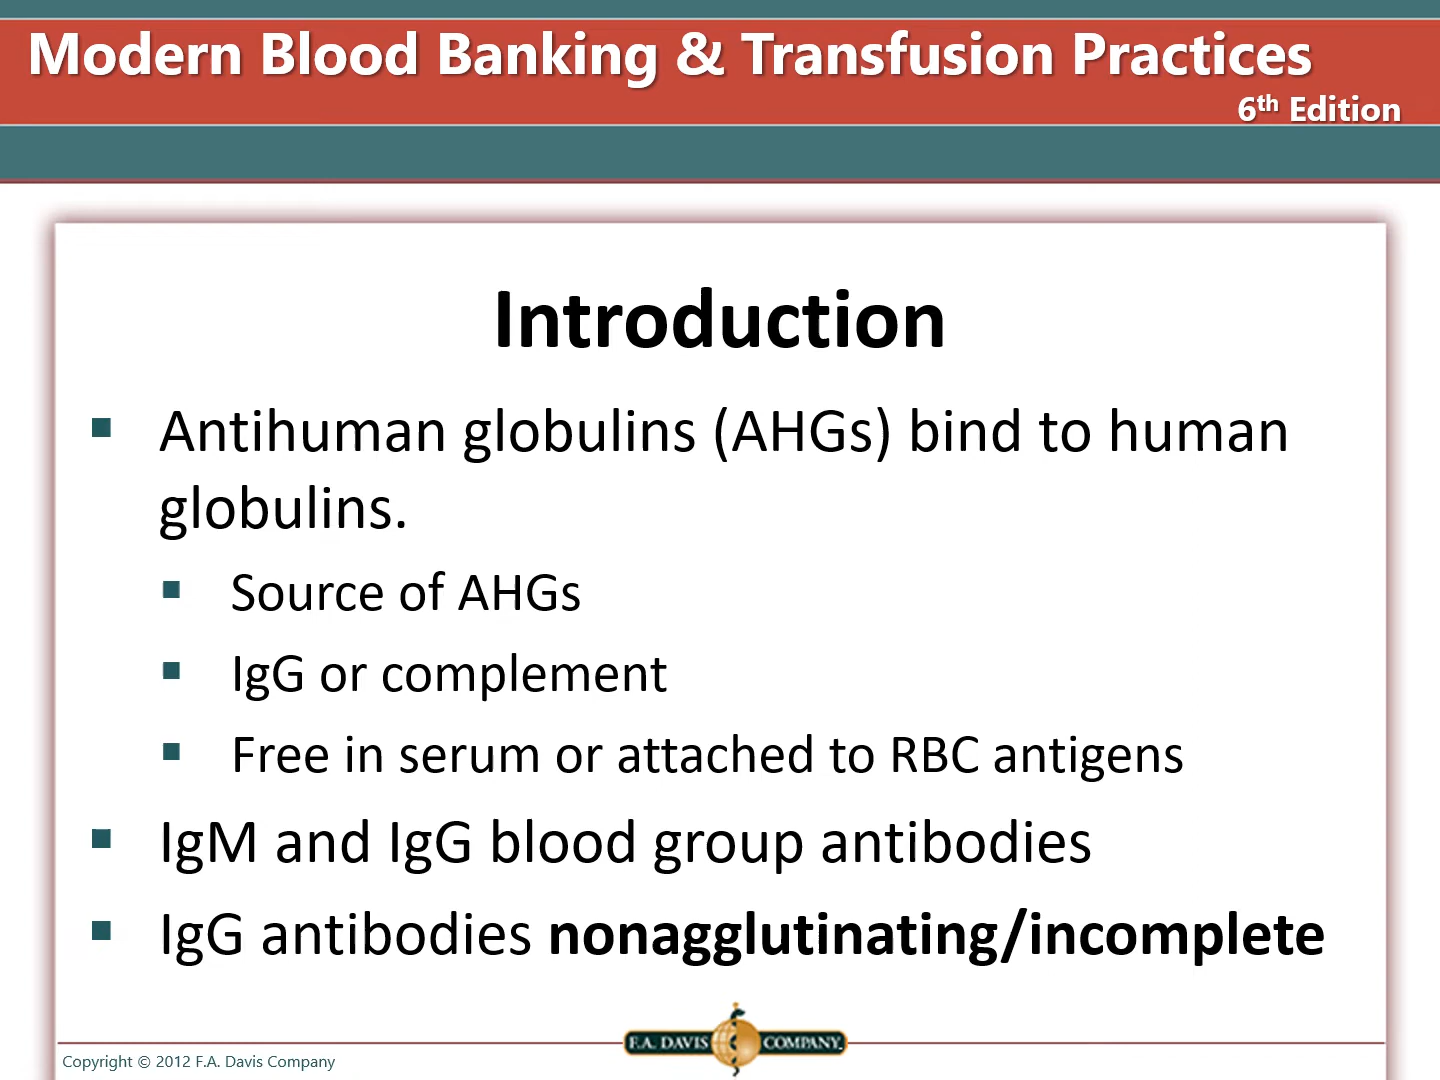 Modern Blood Banking & Transfusion Practices
6th Edition
Introduction
▪ Antihuman globulins (AHGs) bind to human
globulins.
▪ Source of AHGs
▪ IgG or complement
▪ Free in serum or attached to RBC antigens
▪ IgM and IgG blood group antibodies
▪ IgG antibodies nonagglutinating/incomplete
F.A. DAVIS COMPANY.
Copyright © 2012 F.A. Davis Company